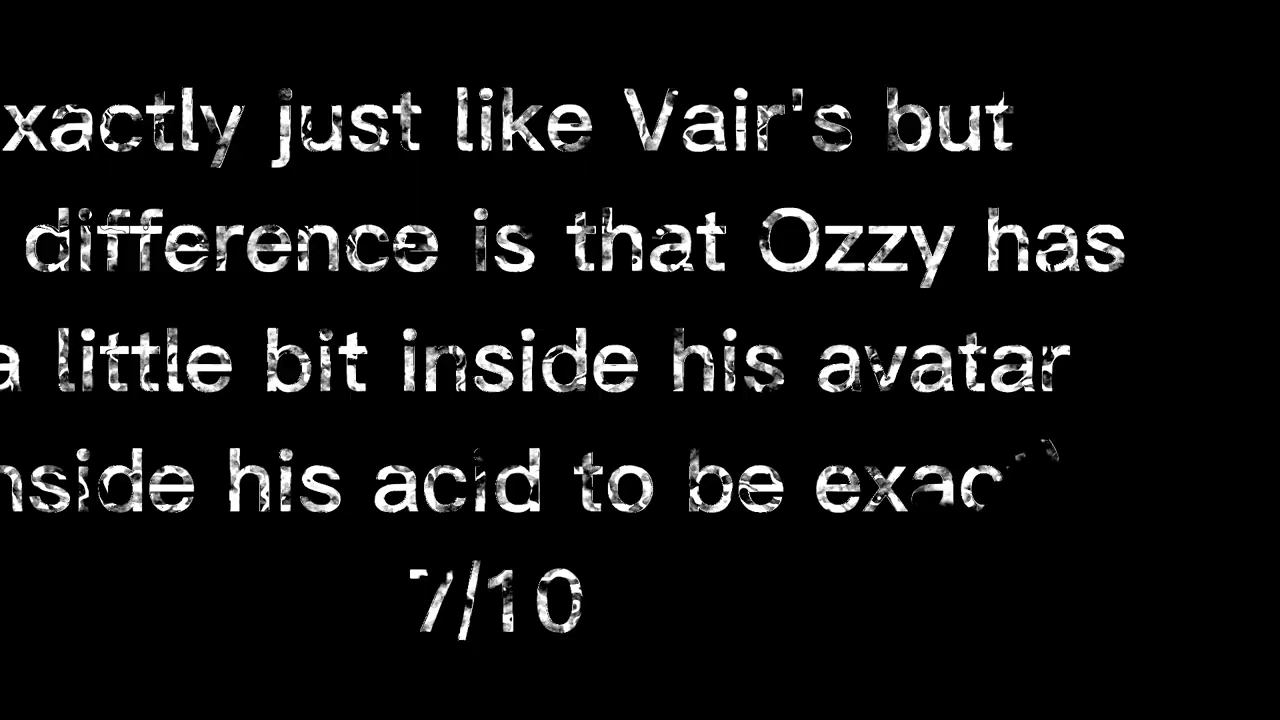 xactly just like Vair's but
difference is that Ozzy has
a little bit inside his avatar
nside his acid to be exac
7/10